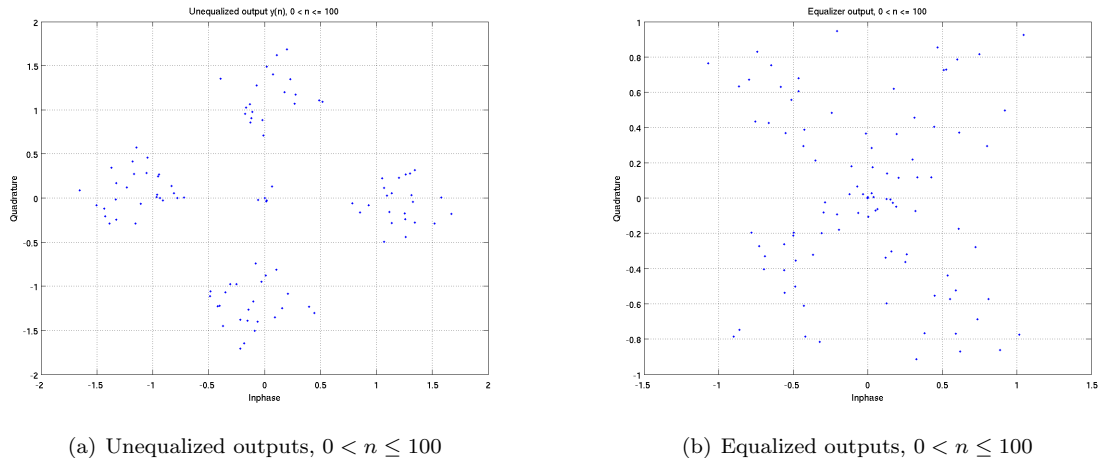 Unequalized output y(n), 0 < n <= 100
2
1.5
1
0.5
0
-0.5
-1
-1.5
-2
Quadrature
-2 -1.5 -1 -0.5 0 0.5 1 1.5 2
Inphase
(a) Unequalized outputs, 0 < n ≤ 100
Equalizer output, 0 < n <= 100
1
0.8
0.6
0.4
0.2
0
-0.2
-0.4
-0.6
-0.8
-1
Quadrature
-1.5 -1 -0.5 0 0.5 1 1.5
Inphase
(b) Equalized outputs, 0 < n ≤ 100